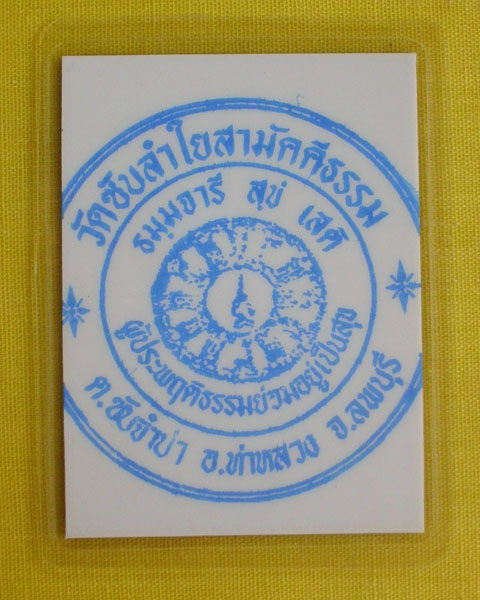 วัดซับลำใยสามัคคีธรรม
ธมฺมจารี สุขํ เสติ
ผู้ประพฤติธรรมย่อมอยู่เป็นสุข
ต.ซับจำปา อ.ท่าหลวง จ.ลพบุรี